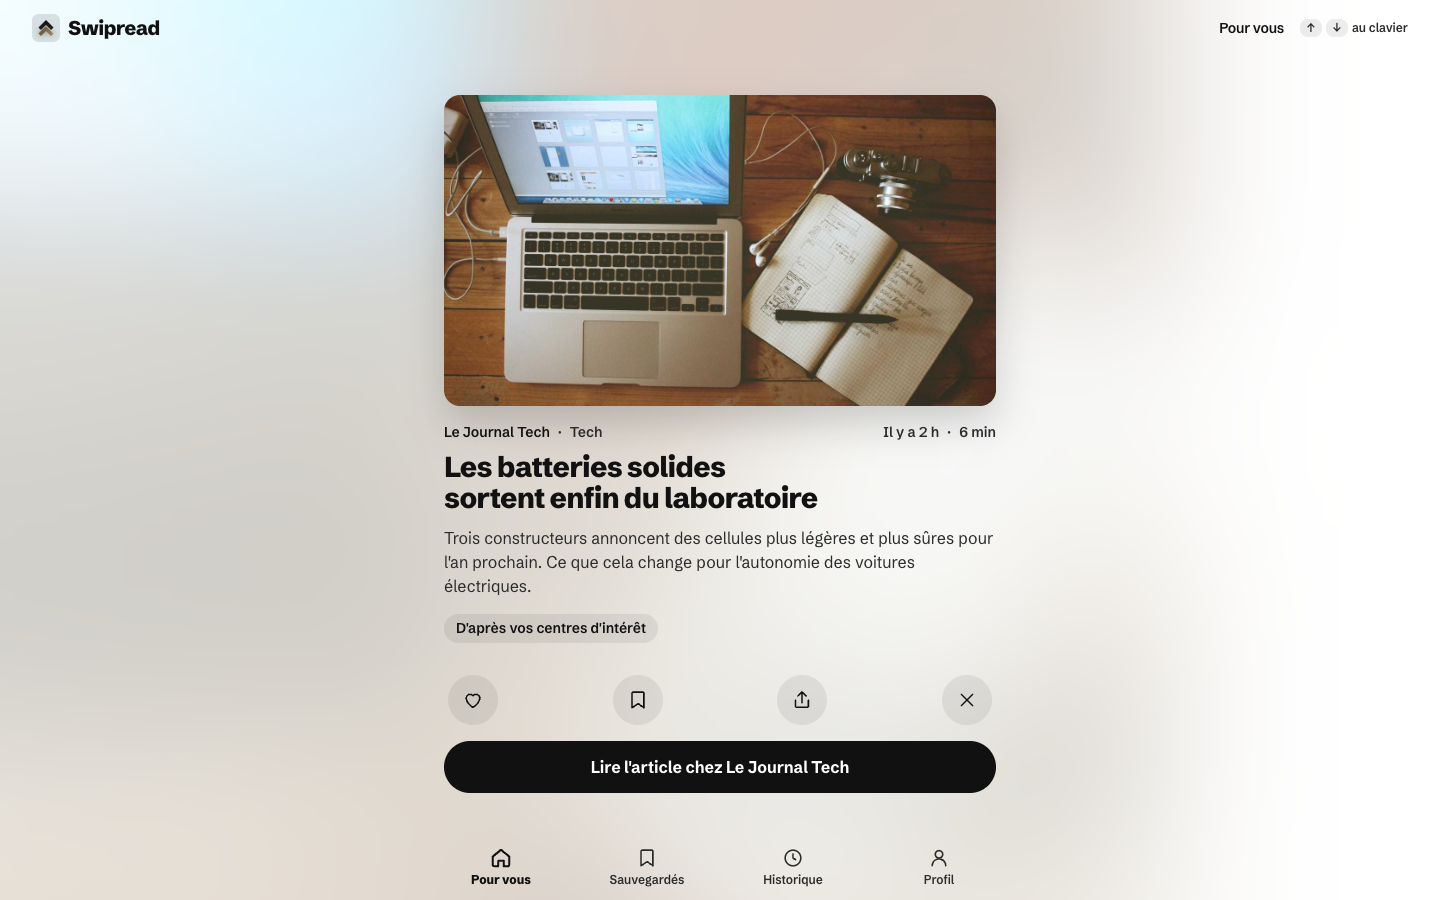 Swipread
Pour vous
↑ ↓ au clavier
Le Journal Tech · Tech
Il y a 2 h · 6 min
Les batteries solides
sortent enfin du laboratoire
Trois constructeurs annoncent des cellules plus légères et plus sûres pour
l'an prochain. Ce que cela change pour l'autonomie des voitures
électriques.
D'après vos centres d'intérêt
Lire l'article chez Le Journal Tech
Pour vous
Sauvegardés
Historique
Profil